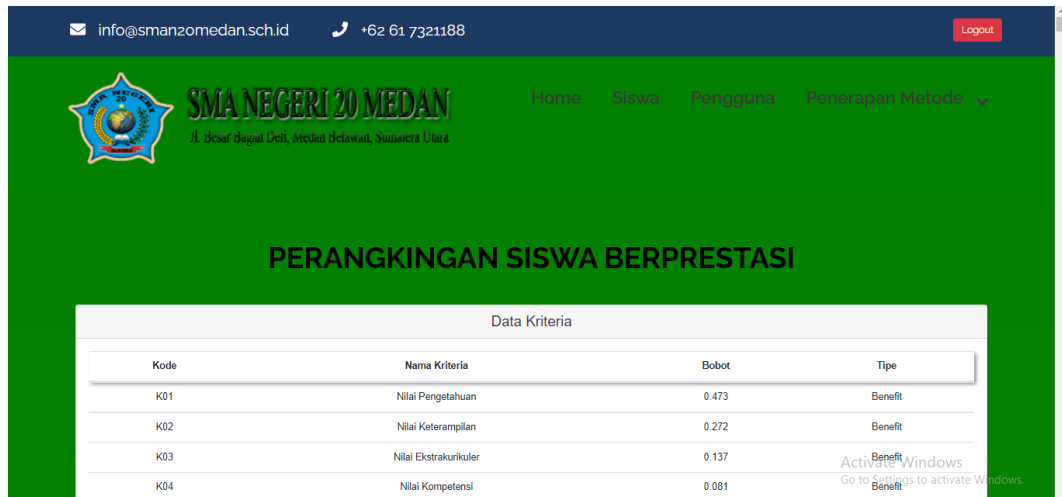 info@sman20medan.sch.id +62 61 7321188 Logout
SMA NEGERI 20 MEDAN
Jl. Besar Bagan Deli, Medan Belawan, Sumatera Utara
Home Siswa Pengguna Penerapan Metode
SMA NEGERI
20
PERANGKINGAN SISWA BERPRESTASI
Data Kriteria
Kode Nama Kriteria Bobot Tipe
K01 Nilai Pengetahuan 0.473 Benefit
K02 Nilai Keterampilan 0.272 Benefit
K03 Nilai Ekstrakurikuler 0.137 Benefit
K04 Nilai Kompetensi 0.081 Benefit
Activate Windows
Go to Settings to activate Windows.